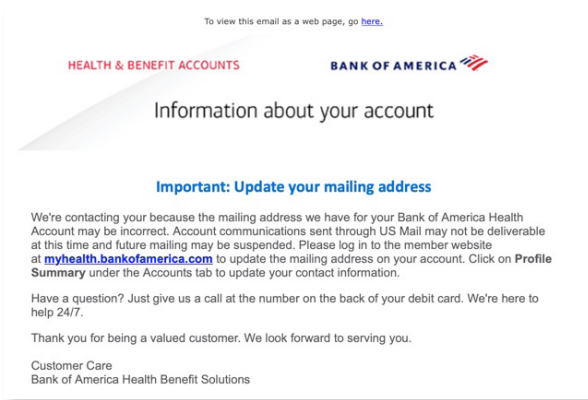 To view this email as a web page, go here.
HEALTH & BENEFIT ACCOUNTS
BANK OF AMERICA
Information about your account
Important: Update your mailing address
We're contacting your because the mailing address we have for your Bank of America Health
Account may be incorrect. Account communications sent through US Mail may not be deliverable
at this time and future mailing may be suspended. Please log in to the member website
at myhealth.bankofamerica.com to update the mailing address on your account. Click on Profile
Summary under the Accounts tab to update your contact information.
Have a question? Just give us a call at the number on the back of your debit card. We're here to
help 24/7.
Thank you for being a valued customer. We look forward to serving you.
Customer Care
Bank of America Health Benefit Solutions